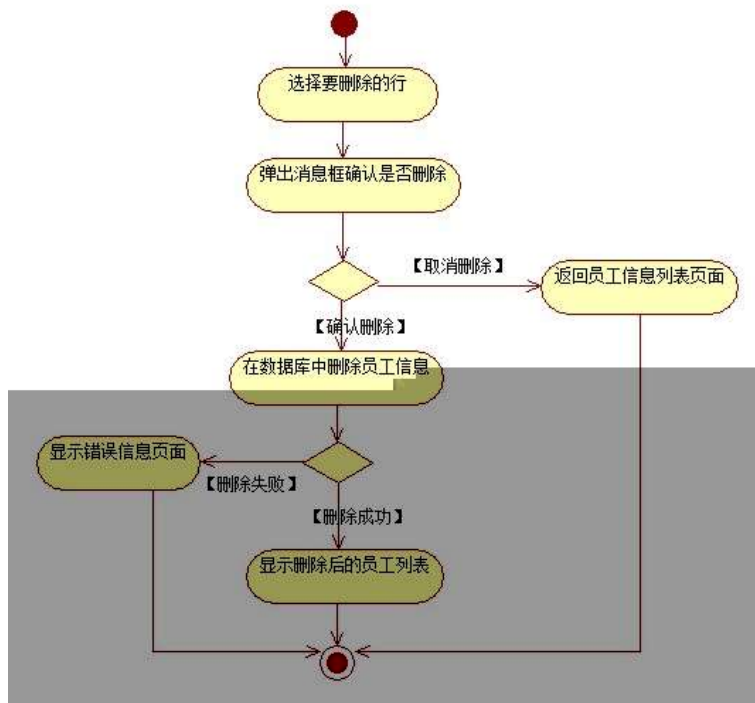 选择要删除的行
弹出消息框确认是否删除
【取消删除】
返回员工信息列表页面
【确认删除】
在数据库中删除员工信息
显示错误信息页面
【删除失败】
【删除成功】
显示删除后的员工列表